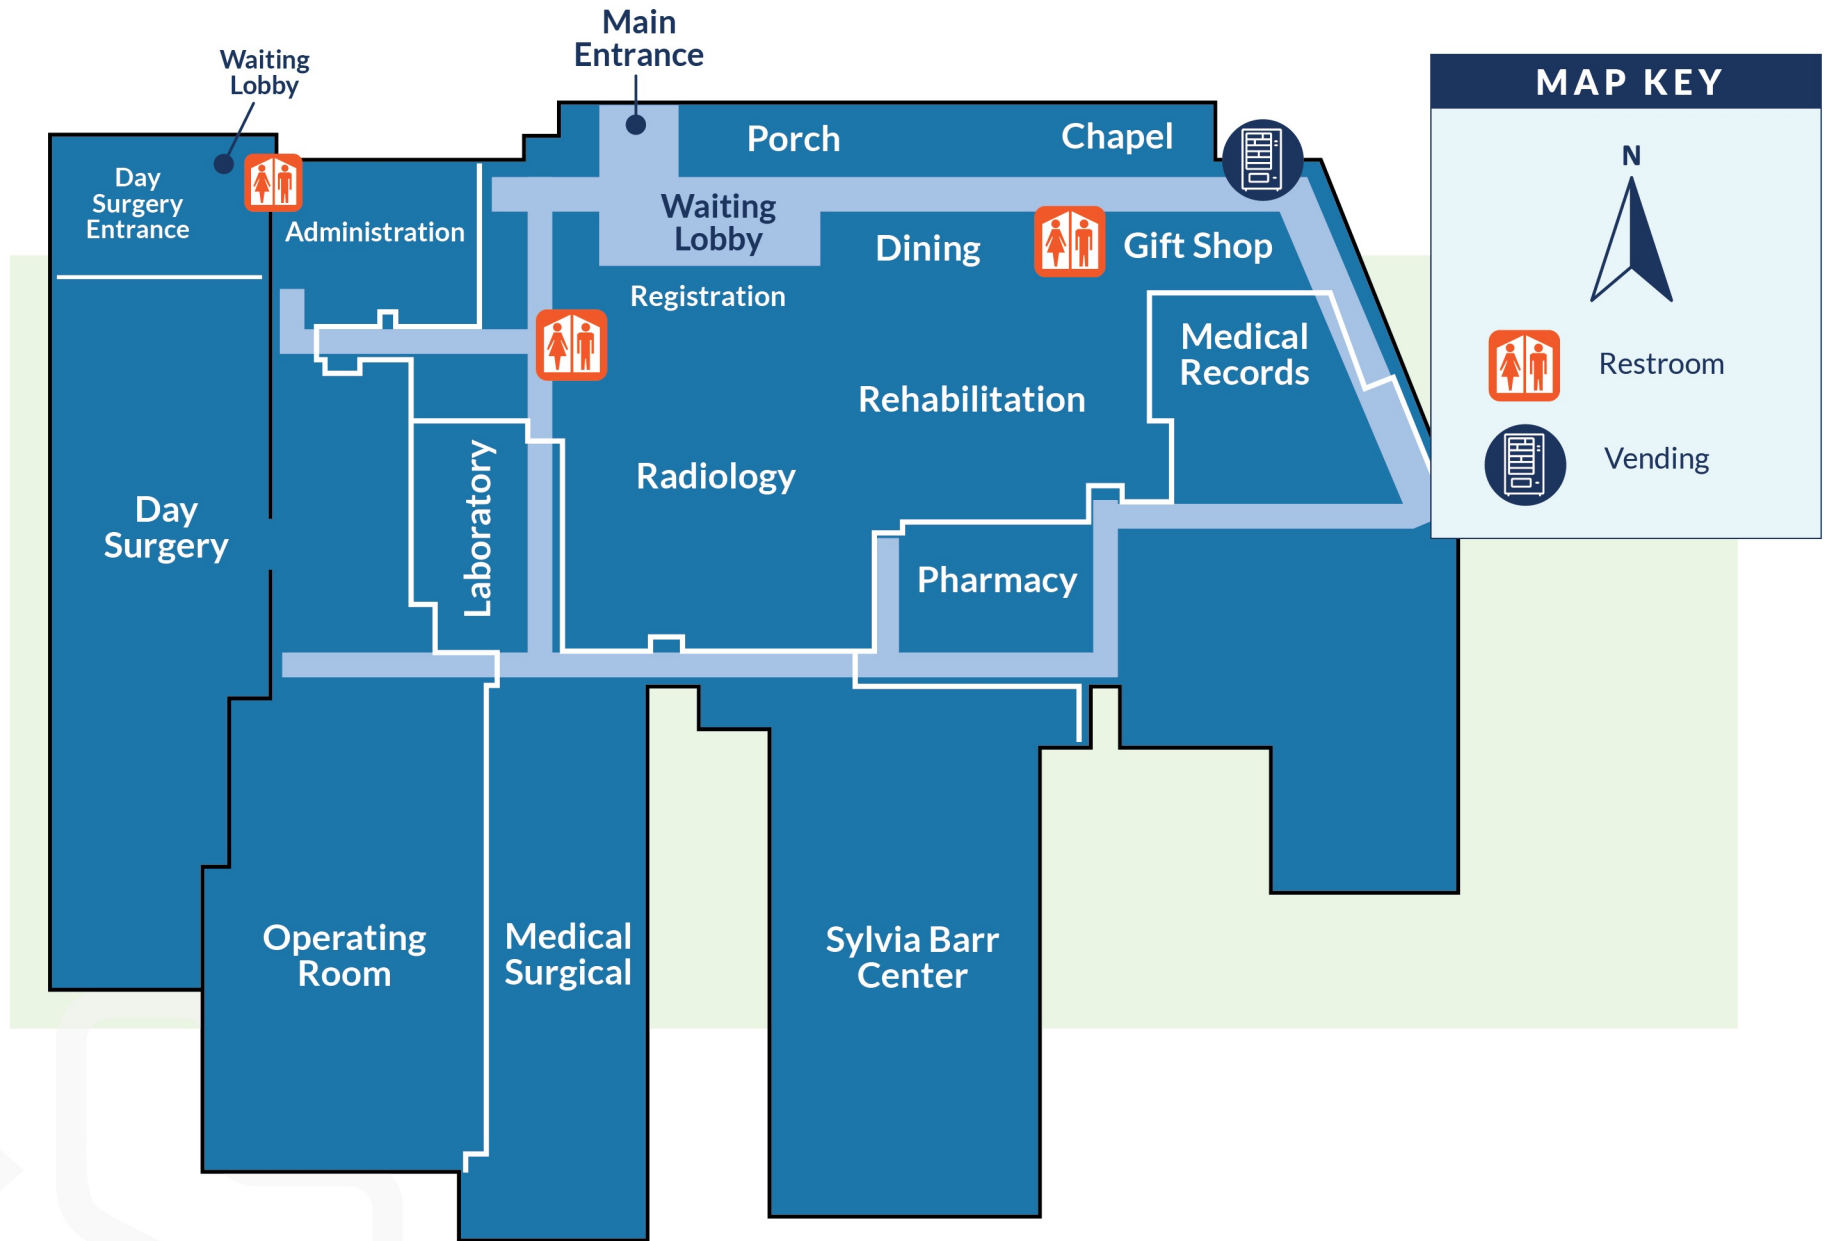 Main
Entrance
Waiting
Lobby
MAP KEY
Porch
Chapel
N
Day
Surgery
Entrance
Administration
Waiting
Lobby
Dining
Gift Shop
Registration
Medical
Records
Restroom
Rehabilitation
Vending
Radiology
Laboratory
Day
Surgery
Pharmacy
Operating
Room
Medical
Surgical
Sylvia Barr
Center